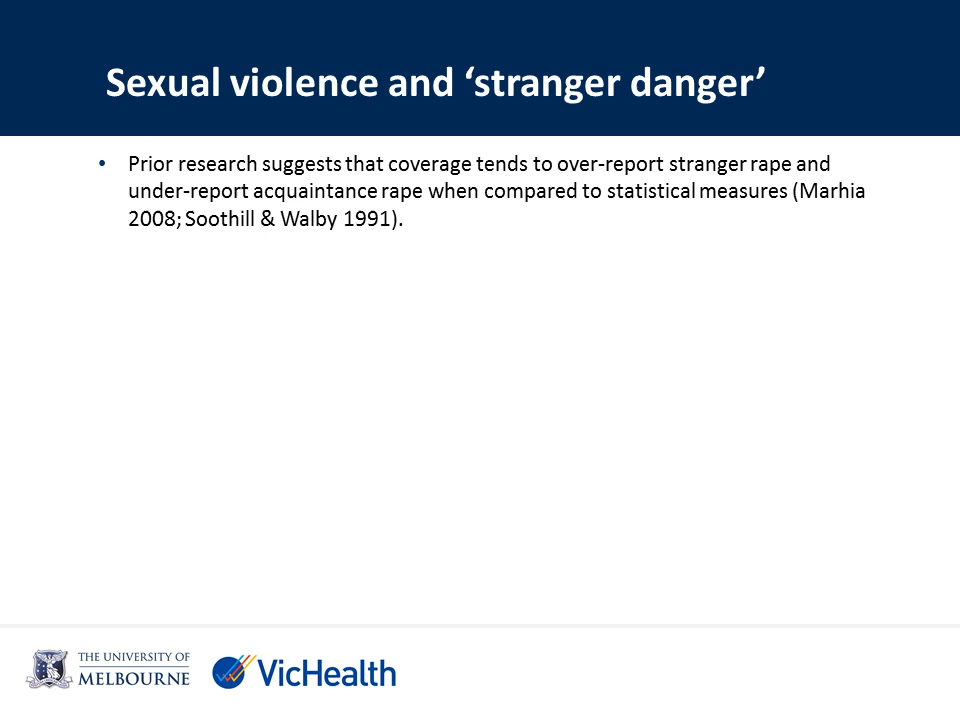 Sexual violence and ‘stranger danger’
• Prior research suggests that coverage tends to over-report stranger rape and
under-report acquaintance rape when compared to statistical measures (Marhia
2008; Soothill & Walby 1991).
THE UNIVERSITY OF
MELBOURNE
VicHealth